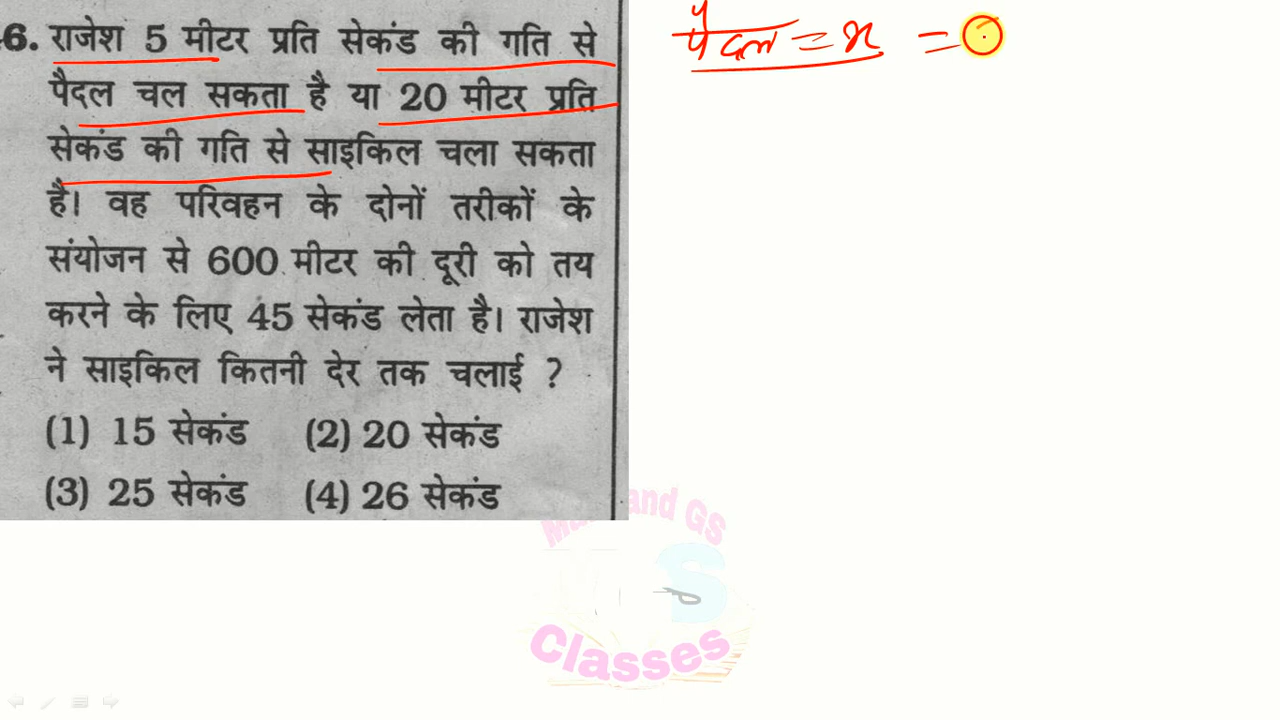 6. राजेश 5 मीटर प्रति सेकंड की गति से
पैदल चल सकता है या 20 मीटर प्रति
सेकंड की गति से साइकिल चला सकता
है। वह परिवहन के दोनों तरीकों के
संयोजन से 600 मीटर की दूरी को तय
करने के लिए 45 सेकंड लेता है। राजेश
ने साइकिल कितनी देर तक चलाई ?
(1) 15 सेकंड (2) 20 सेकंड
(3) 25 सेकंड (4) 26 सेकंड
पैदल = x =
and GS
Classes